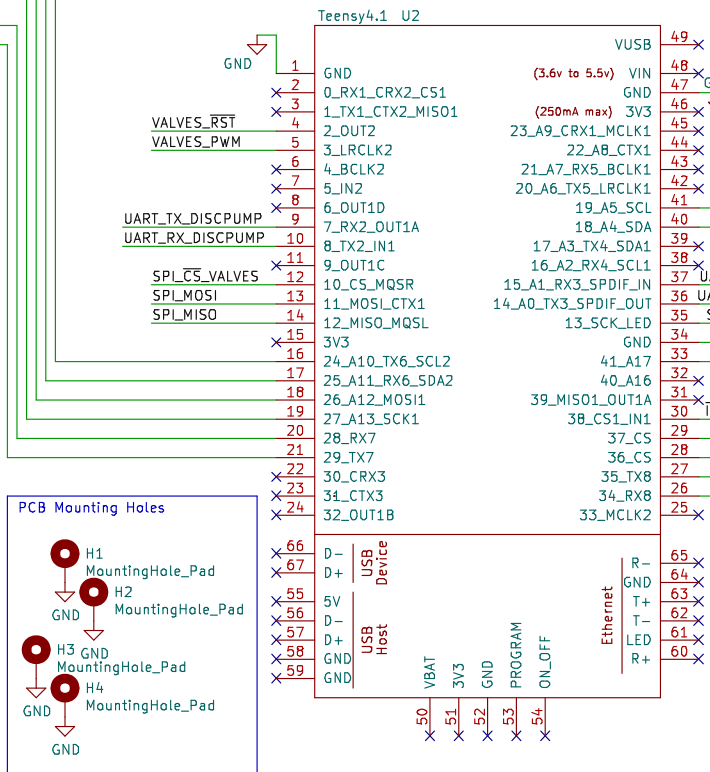 Teensy4.1 U2
GND
VALVES_RST
VALVES_PWM
UART_TX_DISCPUMP
UART_RX_DISCPUMP
SPI_CS_VALVES
SPI_MOSI
SPI_MISO
1 GND
2 0_RX1_CRX2_CS1
3 1_TX1_CTX2_MISO1
4 2_OUT2
5 3_LRCLK2
6 4_BCLK2
7 5_IN2
8 6_OUT1D
9 7_RX2_OUT1A
10 8_TX2_IN1
11 9_OUT1C
12 10_CS_MQSR
13 11_MOSI_CTX1
14 12_MISO_MQSL
15 3V3
16 24_A10_TX6_SCL2
17 25_A11_RX6_SDA2
18 26_A12_MOSI1
19 27_A13_SCK1
20 28_RX7
21 29_TX7
22 30_CRX3
23 31_CTX3
24 32_OUT1B
VUSB 49
(3.6v to 5.5v) VIN 48
GND 47
(250mA max) 3V3 46
23_A9_CRX1_MCLK1 45
22_A8_CTX1 44
21_A7_RX5_BCLK1 43
20_A6_TX5_LRCLK1 42
19_A5_SCL 41
18_A4_SDA 40
17_A3_TX4_SDA1 39
16_A2_RX4_SCL1 38
15_A1_RX3_SPDIF_IN 37
14_A0_TX3_SPDIF_OUT 36
13_SCK_LED 35
GND 34
41_A17 33
40_A16 32
39_MISO1_OUT1A 31
38_CS1_IN1 30
37_CS 29
36_CS 28
35_TX8 27
34_RX8 26
33_MCLK2 25
66 D-
67 D+
USB Device
55 5V
56 D-
57 D+
58 GND
59 GND
USB Host
Ethernet
R- 65
GND 64
T+ 63
T- 62
LED 61
R+ 60
VBAT 50
3V3 51
GND 52
PROGRAM 53
ON_OFF 54
PCB Mounting Holes
H1
MountingHole_Pad
GND
H2
MountingHole_Pad
GND
H3
MountingHole_Pad
GND
H4
MountingHole_Pad
GND